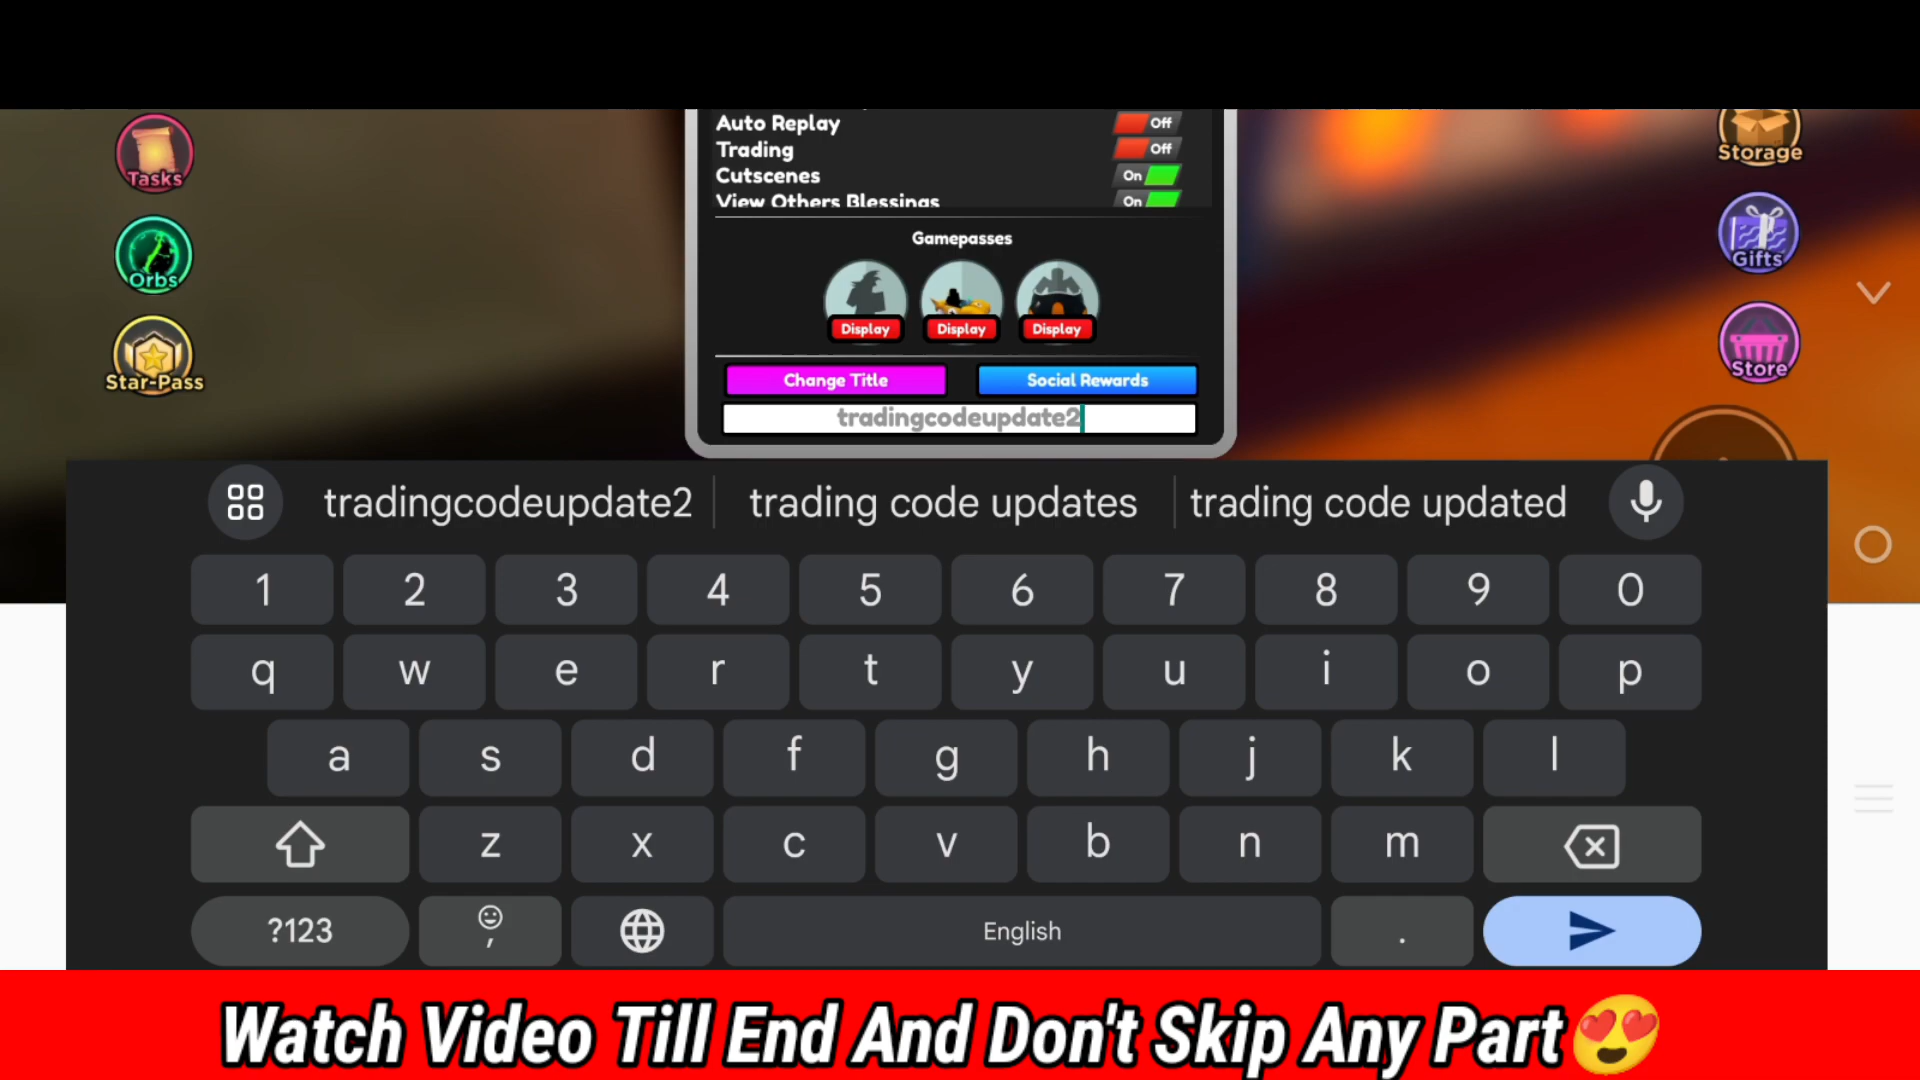 Auto Replay Off
Trading Off
Cutscenes On
View Others Blessings On
Gamepasses
Display Display Display
Change Title Social Rewards
tradingcodeupdate2
Tasks
Orbs
Star-Pass
Storage
Gifts
Store
tradingcodeupdate2 trading code updates trading code updated
1 2 3 4 5 6 7 8 9 0
q w e r t y u i o p
a s d f g h j k l
z x c v b n m
?123 , English .
Watch Video Till End And Don't Skip Any Part😍